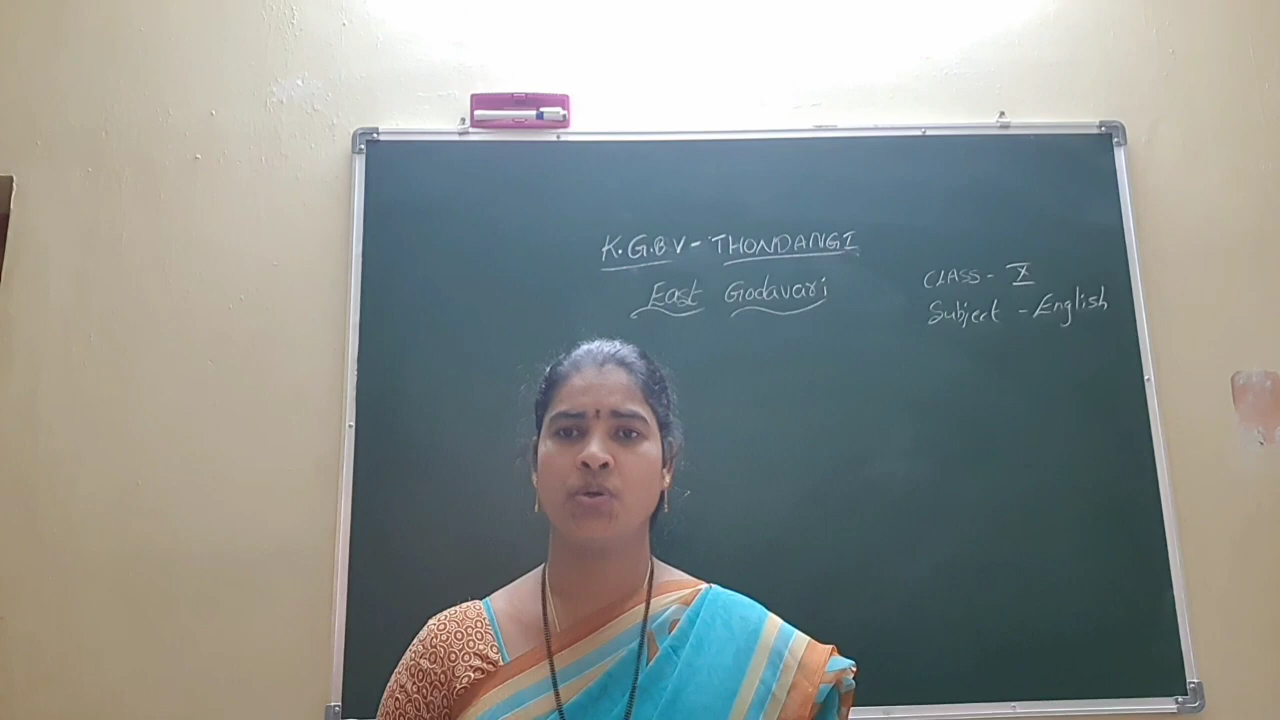 K.G.B V - THONDANGI
East Godavari
CLASS - X
Subject - English